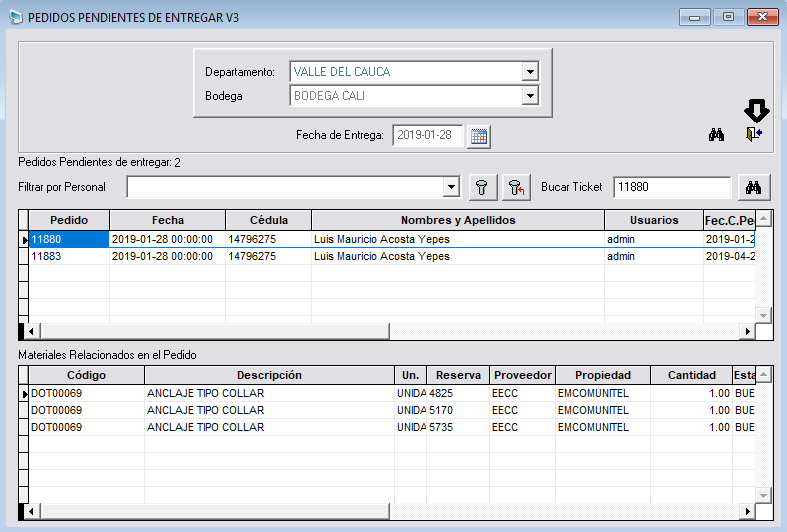 PEDIDOS PENDIENTES DE ENTREGAR V3
Departamento: VALLE DEL CAUCA
Bodega BODEGA CALI
Fecha de Entrega: 2019-01-28
Pedidos Pendientes de entregar: 2
Filtrar por Personal Bucar Ticket 11880
Pedido Fecha Cédula Nombres y Apellidos Usuarios Fec.C.Pe
11880 2019-01-28 00:00:00 14796275 Luis Mauricio Acosta Yepes admin 2019-01-2
11883 2019-01-28 00:00:00 14796275 Luis Mauricio Acosta Yepes admin 2019-04-2
Materiales Relacionados en el Pedido
Código Descripción Un. Reserva Proveedor Propiedad Cantidad Esta
DOT00069 ANCLAJE TIPO COLLAR UNIDA 4825 EECC EMCOMUNITEL 1.00 BUE
DOT00069 ANCLAJE TIPO COLLAR UNIDA 5170 EECC EMCOMUNITEL 1.00 BUE
DOT00069 ANCLAJE TIPO COLLAR UNIDA 5735 EECC EMCOMUNITEL 1.00 BUE